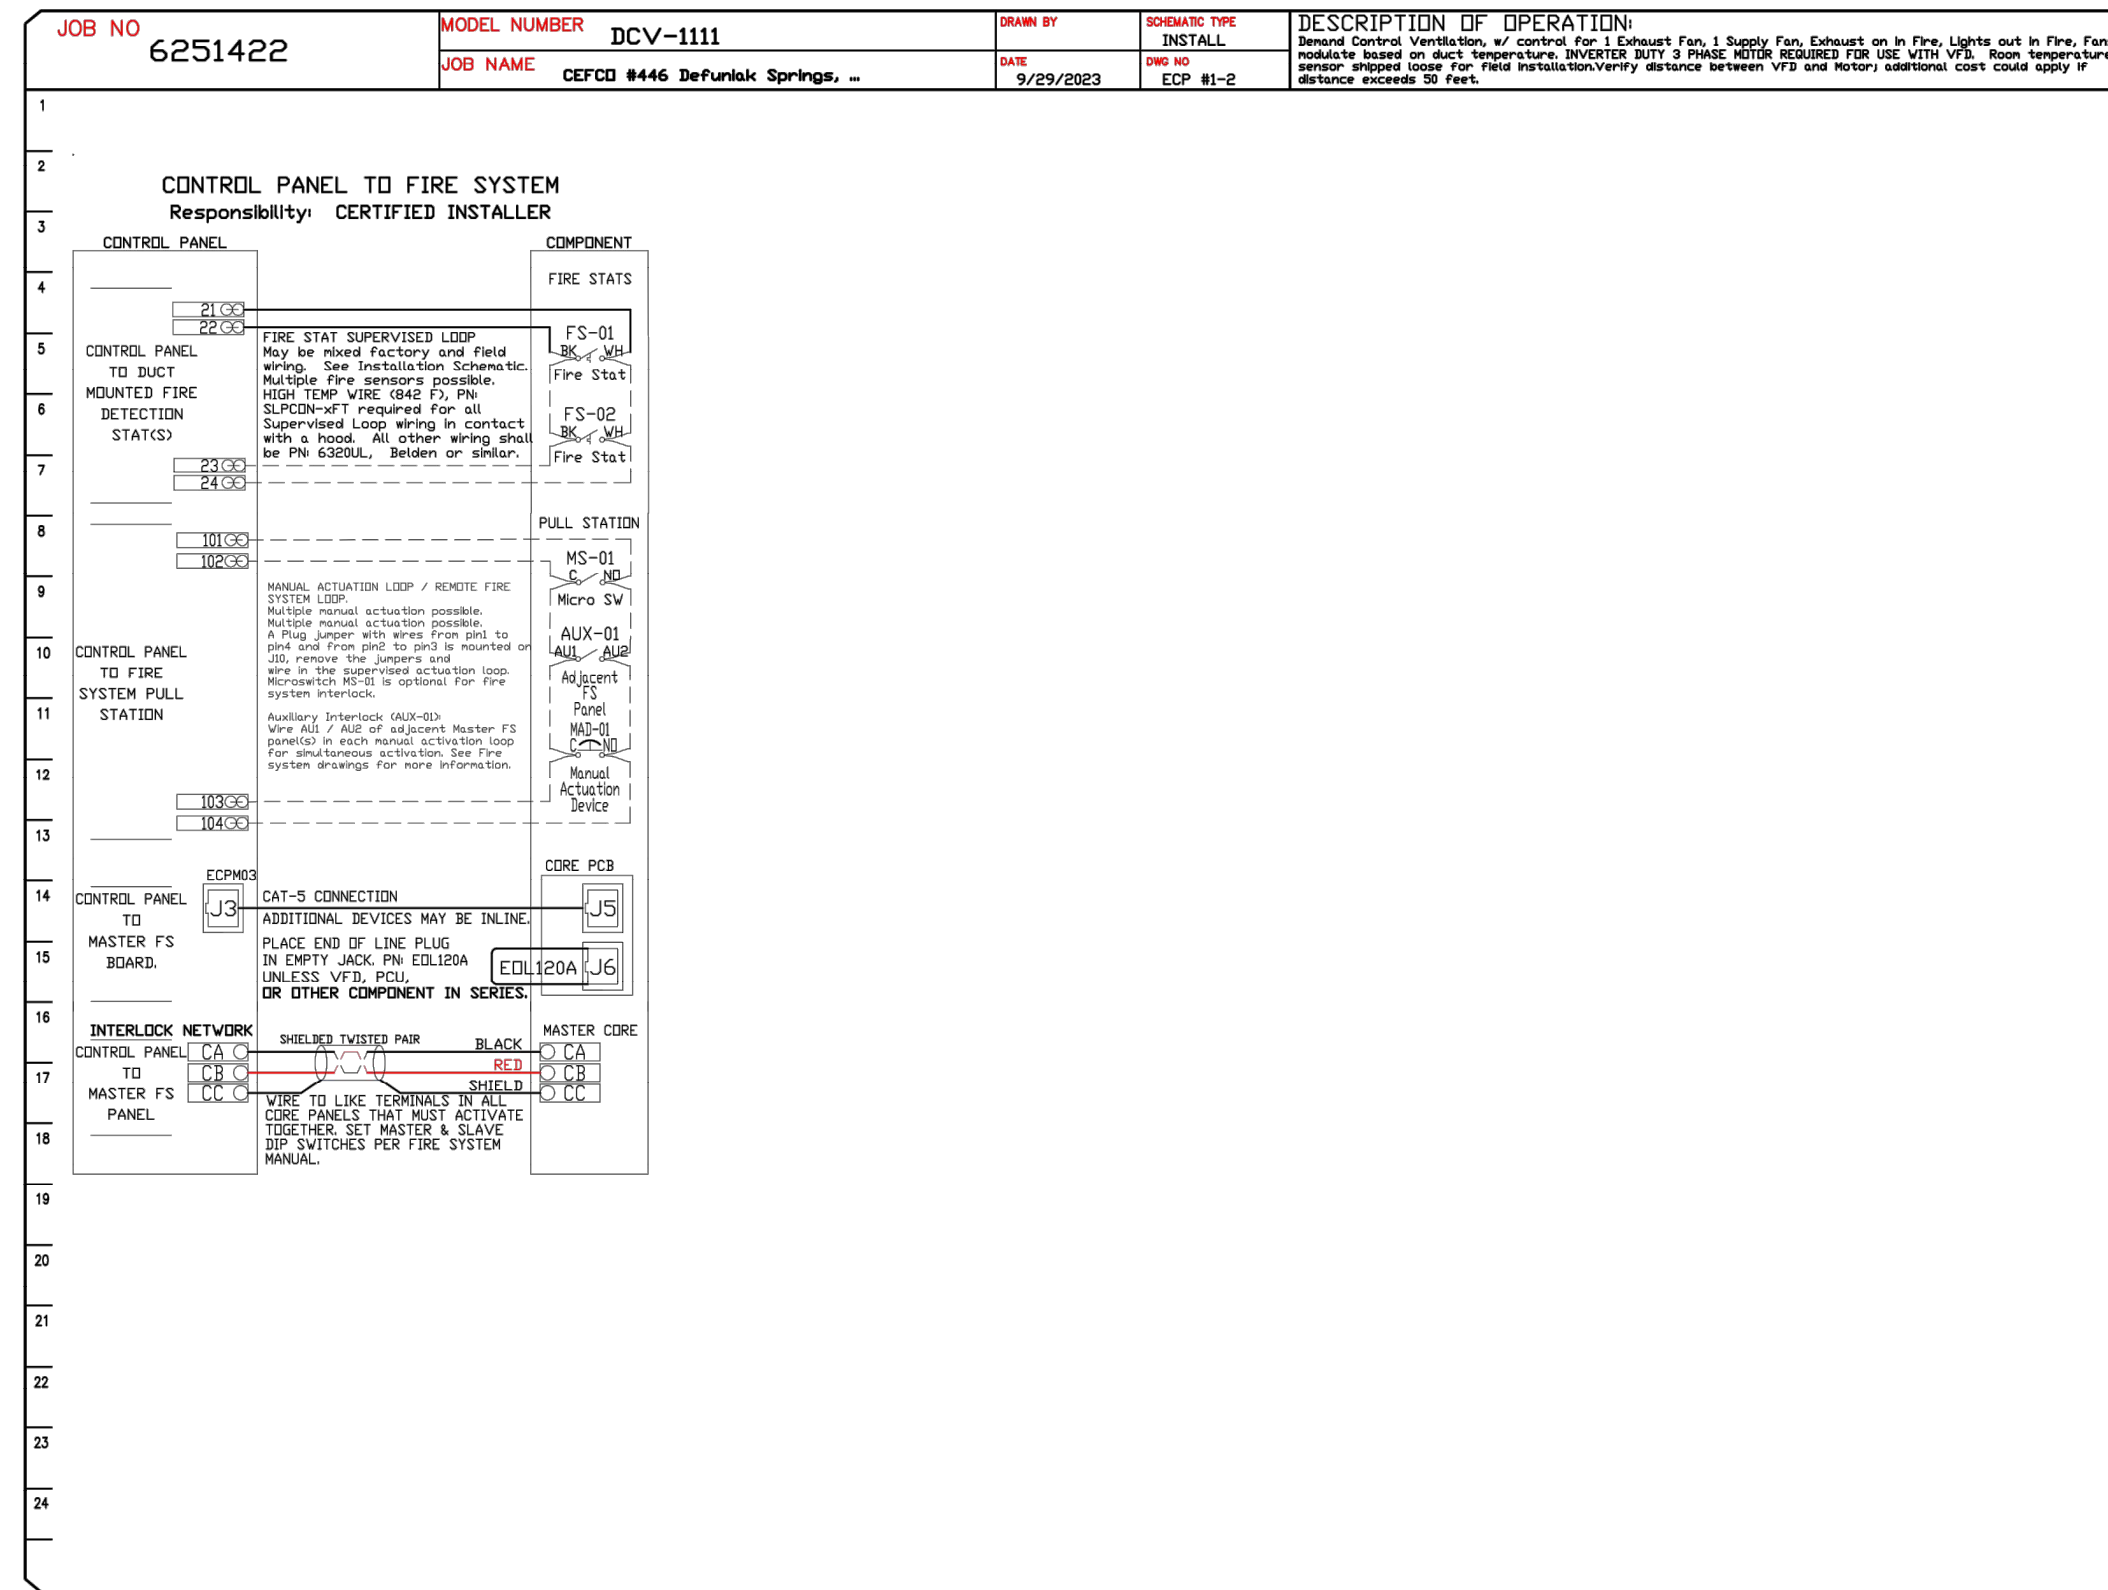 JOB NO
6251422
MODEL NUMBER
DCV-1111
JOB NAME
CEFCO #446 Defuniak Springs, ...
DRAWN BY
DATE
9/29/2023
SCHEMATIC TYPE
INSTALL
DWG NO
ECP #1-2
DESCRIPTION OF OPERATION:
Demand Control Ventilation, w/ control for 1 Exhaust Fan, 1 Supply Fan, Exhaust on in Fire, Lights out in Fire, Fan
modulate based on duct temperature. INVERTER DUTY 3 PHASE MOTOR REQUIRED FOR USE WITH VFD. Room temperature
sensor shipped loose for field installation.Verify distance between VFD and Motor; additional cost could apply if
distance exceeds 50 feet.
1
2
3
4
5
6
7
8
9
10
11
12
13
14
15
16
17
18
19
20
21
22
23
24
CONTROL PANEL TO FIRE SYSTEM
Responsibility: CERTIFIED INSTALLER
CONTROL PANEL
COMPONENT
FIRE STATS
21
22
CONTROL PANEL
TO DUCT
MOUNTED FIRE
DETECTION
STAT(S)
FIRE STAT SUPERVISED LOOP
May be mixed factory and field
wiring. See Installation Schematic.
Multiple fire sensors possible.
HIGH TEMP WIRE (842 F), PN:
SLPCON-xFT required for all
Supervised Loop wiring in contact
with a hood. All other wiring shall
be PN: 6320UL, Belden or similar.
FS-01
BK WH
Fire Stat
FS-02
BK WH
Fire Stat
23
24
PULL STATION
101
102
MS-01
C NO
Micro SW
MANUAL ACTUATION LOOP / REMOTE FIRE
SYSTEM LOOP.
Multiple manual actuation possible.
Multiple manual actuation possible.
A Plug jumper with wires from pin1 to
pin4 and from pin2 to pin3 is mounted on
J10, remove the jumpers and
wire in the supervised actuation loop.
Microswitch MS-01 is optional for fire
system interlock.
Auxiliary Interlock (AUX-01):
Wire AU1 / AU2 of adjacent Master FS
panel(s) in each manual activation loop
for simultaneous activation. See Fire
system drawings for more information.
CONTROL PANEL
TO FIRE
SYSTEM PULL
STATION
AUX-01
AU1 AU2
Adjacent
FS
Panel
MAD-01
C NO
Manual
Actuation
Device
103
104
ECPM03
CORE PCB
CONTROL PANEL
TO
MASTER FS
BOARD.
J3
CAT-5 CONNECTION
ADDITIONAL DEVICES MAY BE INLINE.
J5
PLACE END OF LINE PLUG
IN EMPTY JACK. PN: EOL120A
UNLESS VFD, PCU,
OR OTHER COMPONENT IN SERIES.
EOL120A J6
INTERLOCK NETWORK
CONTROL PANEL
TO
MASTER FS
PANEL
CA
CB
CC
SHIELDED TWISTED PAIR
BLACK
RED
SHIELD
MASTER CORE
CA
CB
CC
WIRE TO LIKE TERMINALS IN ALL
CORE PANELS THAT MUST ACTIVATE
TOGETHER. SET MASTER & SLAVE
DIP SWITCHES PER FIRE SYSTEM
MANUAL.